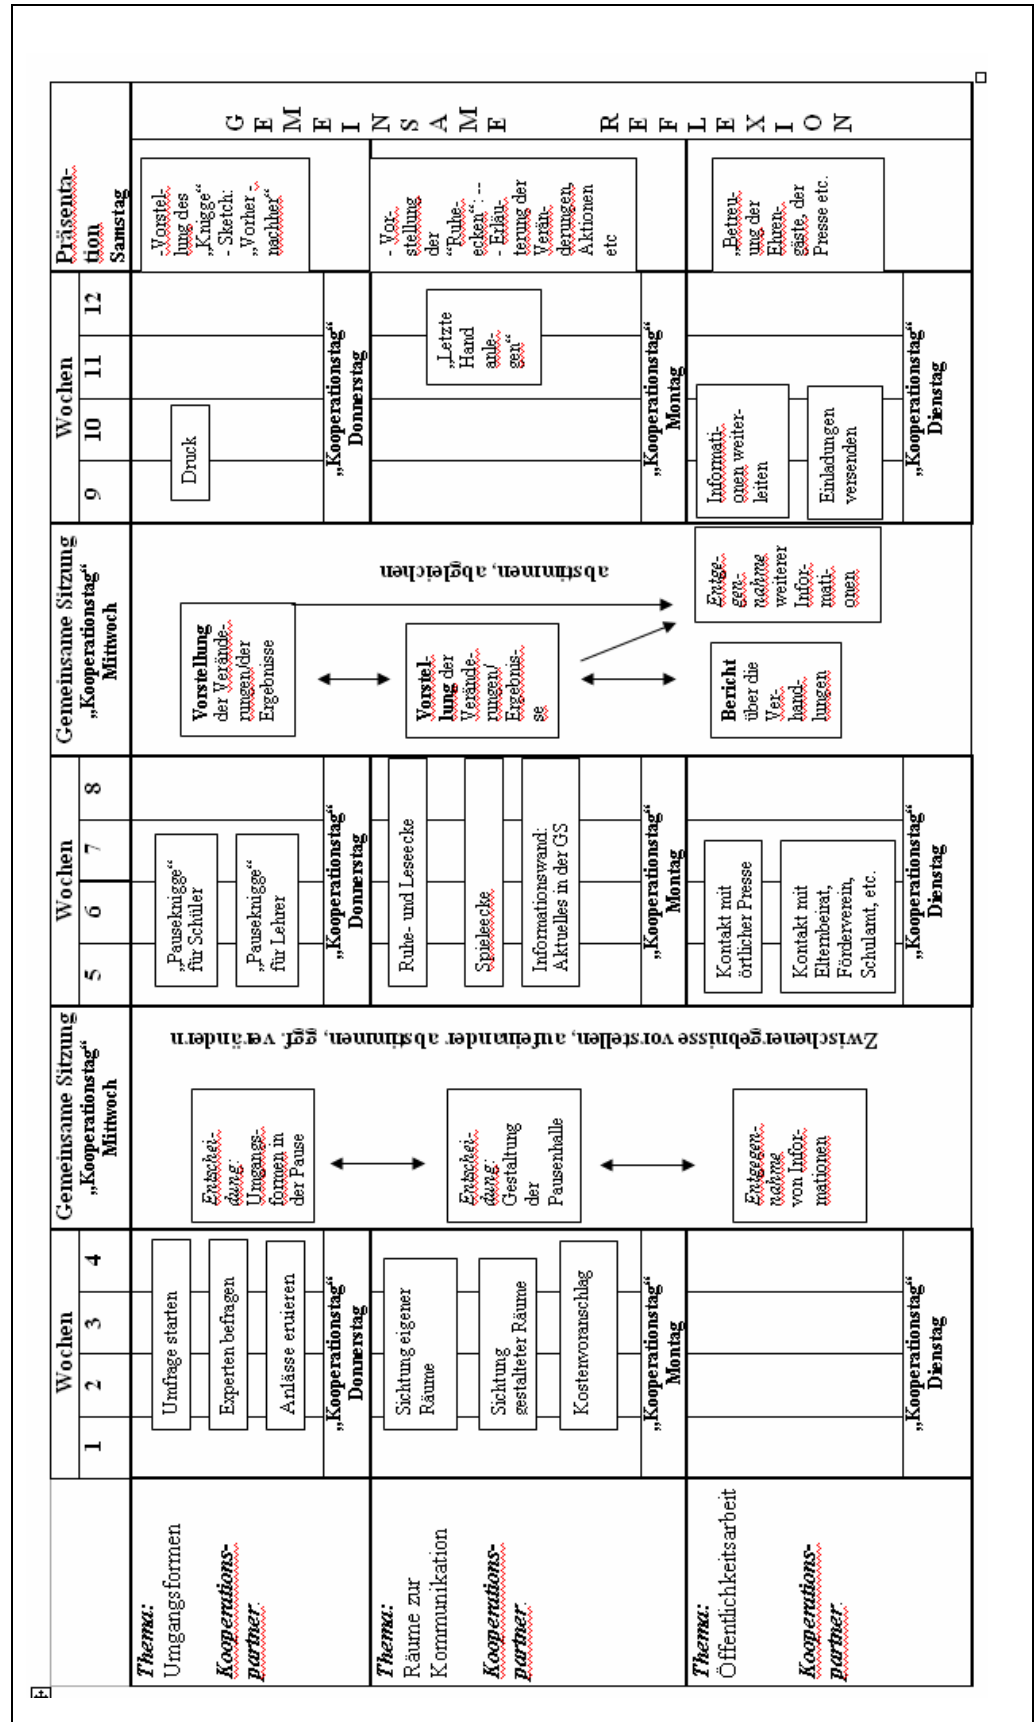 Wochen
Gemeinsame Sitzung
„Kooperationstag“
Mittwoch
Wochen
Gemeinsame Sitzung
„Kooperationstag“
Mittwoch
Wochen
Präsenta-
tion
Samstag
1 2 3 4
5 6 7 8
9 10 11 12
Thema:
Umgangsformen
Kooperations-
partner:
Umfrage starten
Experten befragen
Anlässe eruieren
„Kooperationstag“
Donnerstag
Entschei-
dung:
Umgangs-
formen in
der Pause
„Pauseknigge“
für Schüler
„Pauseknigge“
für Lehrer
„Kooperationstag“
Donnerstag
Vorstellung
der Verände-
rungen/der
Ergebnisse
Druck
„Kooperationstag“
Donnerstag
- Vorstel-
lung des
„Knigge“
- Sketch:
„Vorher -
nachher“
Thema:
Räume zur
Kommunikation
Kooperations-
partner:
Sichtung eigener
Räume
Sichtung
gestalteter Räume
Kostenvoranschlag
„Kooperationstag“
Montag
Entschei-
dung:
Gestaltung
der
Pausenhalle
Ruhe- und Leseecke
Spieleecke
Informationswand:
Aktuelles in der GS
„Kooperationstag“
Montag
Vorstel-
lung der
Verände-
rungen/
Ergebnis-
se
„Letzte
Hand
anle-
gen“
„Kooperationstag“
Montag
- Vor-
stellung
der
“Ruhe-
ecken“: --
- Erläu-
terung der
Verän-
derungen,
Aktionen
etc
Thema:
Öffentlichkeitsarbeit
Kooperations-
partner:
„Kooperationstag“
Dienstag
Entgegen-
nahme
von Infor-
mationen
Kontakt mit
örtlicher Presse
Kontakt mit
Elternbeirat,
Förderverein,
Schulamt, etc.
„Kooperationstag“
Dienstag
Bericht
über die
Ver-
hand-
lungen
Entge-
gen-
nahme
weiterer
Infor-
mati-
onen
Informati-
onen weiter-
leiten
Einladungen
versenden
„Kooperationstag“
Dienstag
„Betreu-
ung der
Ehren-
gäste, der
Presse etc.
Zwischenergebnisse vorstellen, aufeinander abstimmen, ggf. verändern
abstimmen, abgleichen
GEMEINSAME REFLEXION